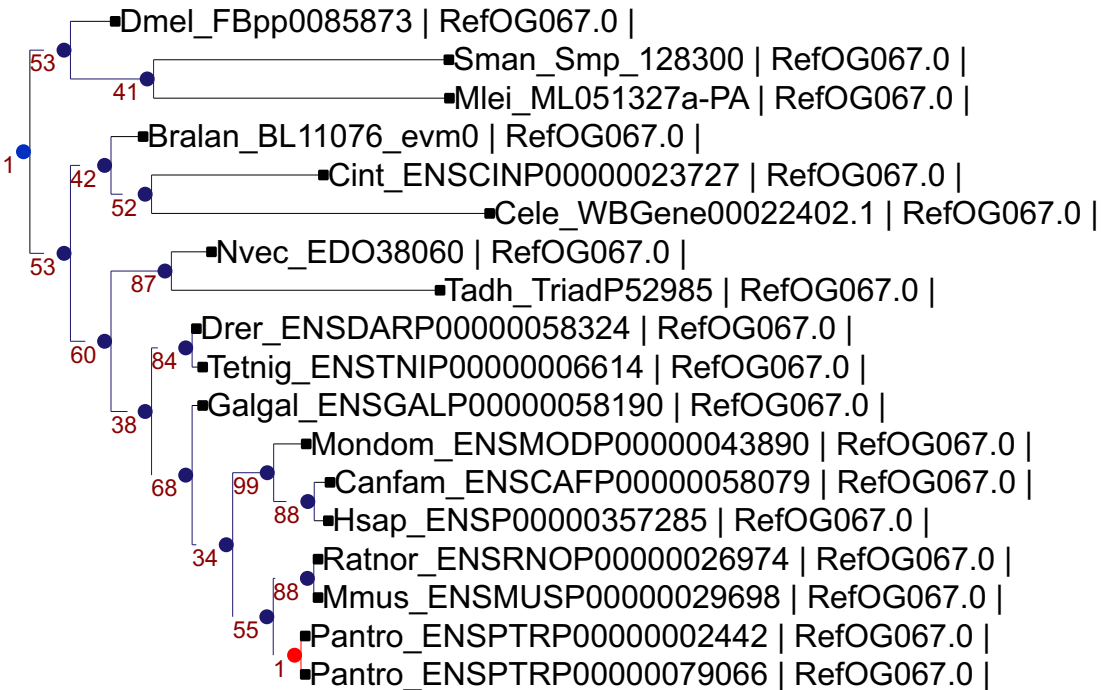 Dmel_FBpp0085873 | RefOG067.0 |
53
Sman_Smp_128300 | RefOG067.0 |
41
Mlei_ML051327a-PA | RefOG067.0 |
Bralan_BL11076_evm0 | RefOG067.0 |
1
42
Cint_ENSCINP00000023727 | RefOG067.0 |
52
Cele_WBGene00022402.1 | RefOG067.0 |
53
Nvec_EDO38060 | RefOG067.0 |
87
Tadh_TriadP52985 | RefOG067.0 |
Drer_ENSDARP00000058324 | RefOG067.0 |
60
84
Tetnig_ENSTNIP00000006614 | RefOG067.0 |
Galgal_ENSGALP00000058190 | RefOG067.0 |
38
Mondom_ENSMODP00000043890 | RefOG067.0 |
68
99
Canfam_ENSCAFP00000058079 | RefOG067.0 |
88
Hsap_ENSP00000357285 | RefOG067.0 |
34
Ratnor_ENSRNOP00000026974 | RefOG067.0 |
88
Mmus_ENSMUSP00000029698 | RefOG067.0 |
55
Pantro_ENSPTRP00000002442 | RefOG067.0 |
1
Pantro_ENSPTRP00000079066 | RefOG067.0 |